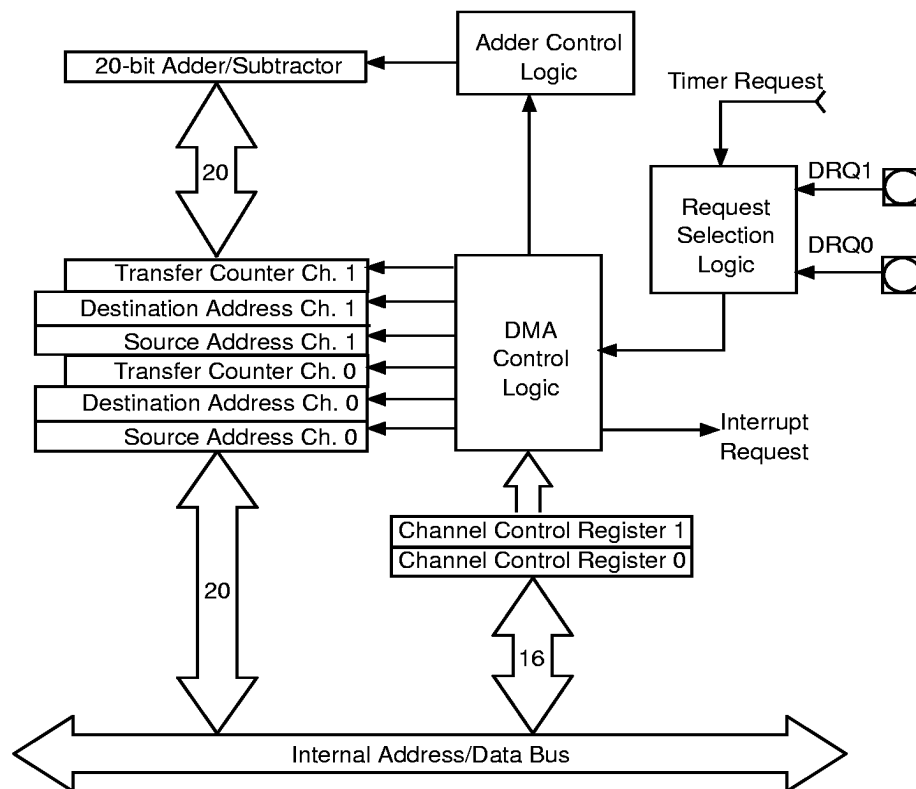 Adder Control
Logic
20-bit Adder/Subtractor
Timer Request
20
DRQ1
Request
Selection
Logic
DRQ0
Transfer Counter Ch. 1
Destination Address Ch. 1
Source Address Ch. 1
Transfer Counter Ch. 0
Destination Address Ch. 0
Source Address Ch. 0
DMA
Control
Logic
Interrupt
Request
Channel Control Register 1
Channel Control Register 0
20
16
Internal Address/Data Bus